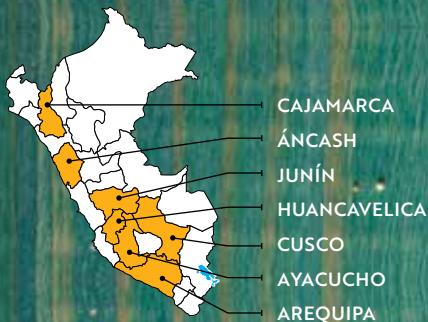 CAJAMARCA
ÁNCASH
JUNÍN
HUANCAVELICA
CUSCO
AYACUCHO
AREQUIPA